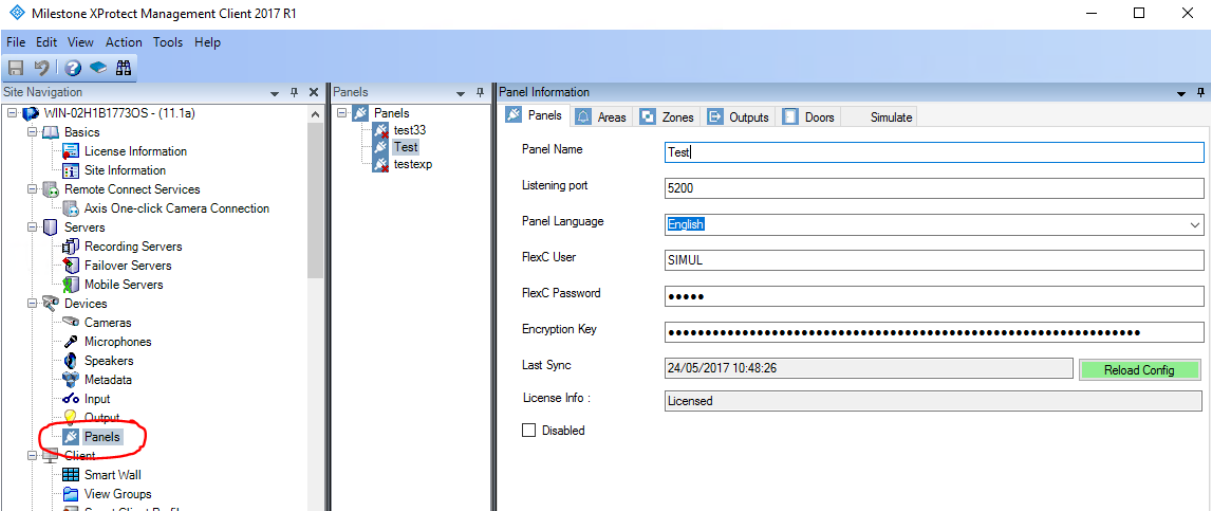 Milestone XProtect Management Client 2017 R1
File Edit View Action Tools Help
Site Navigation
WIN-02H1B1773OS - (11.1a)
Basics
License Information
Site Information
Remote Connect Services
Axis One-click Camera Connection
Servers
Recording Servers
Failover Servers
Mobile Servers
Devices
Cameras
Microphones
Speakers
Metadata
Input
Output
Panels
Client
Smart Wall
View Groups
Panels
Panels
test33
Test
testexp
Panel Information
Panels Areas Zones Outputs Doors Simulate
Panel Name Test
Listening port 5200
Panel Language English
FlexC User SIMUL
FlexC Password •••••
Encryption Key
Last Sync 24/05/2017 10:48:26 Reload Config
License Info : Licensed
Disabled